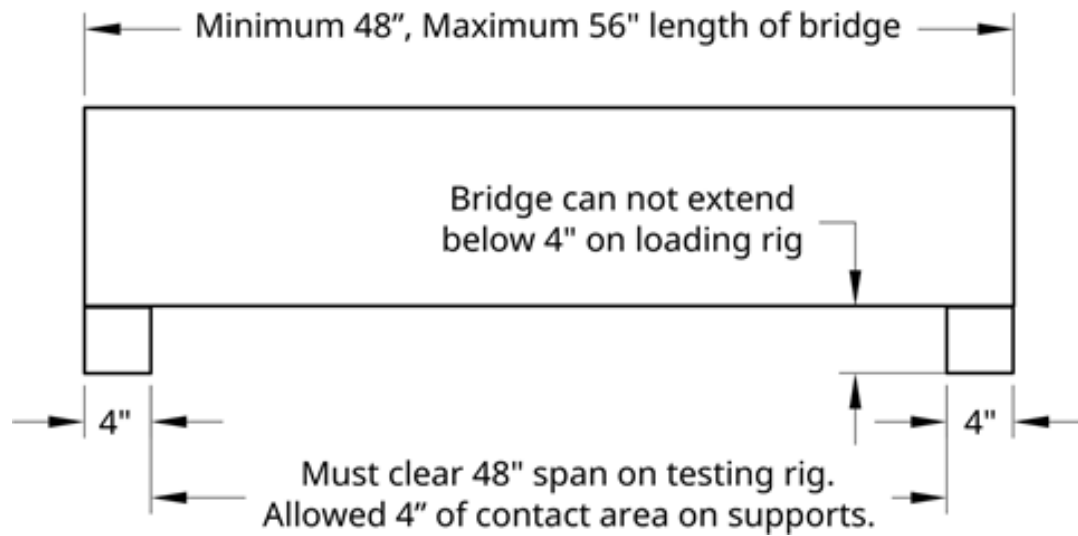 Minimum 48”, Maximum 56" length of bridge
Bridge can not extend
below 4" on loading rig
4"
4"
Must clear 48" span on testing rig.
Allowed 4” of contact area on supports.